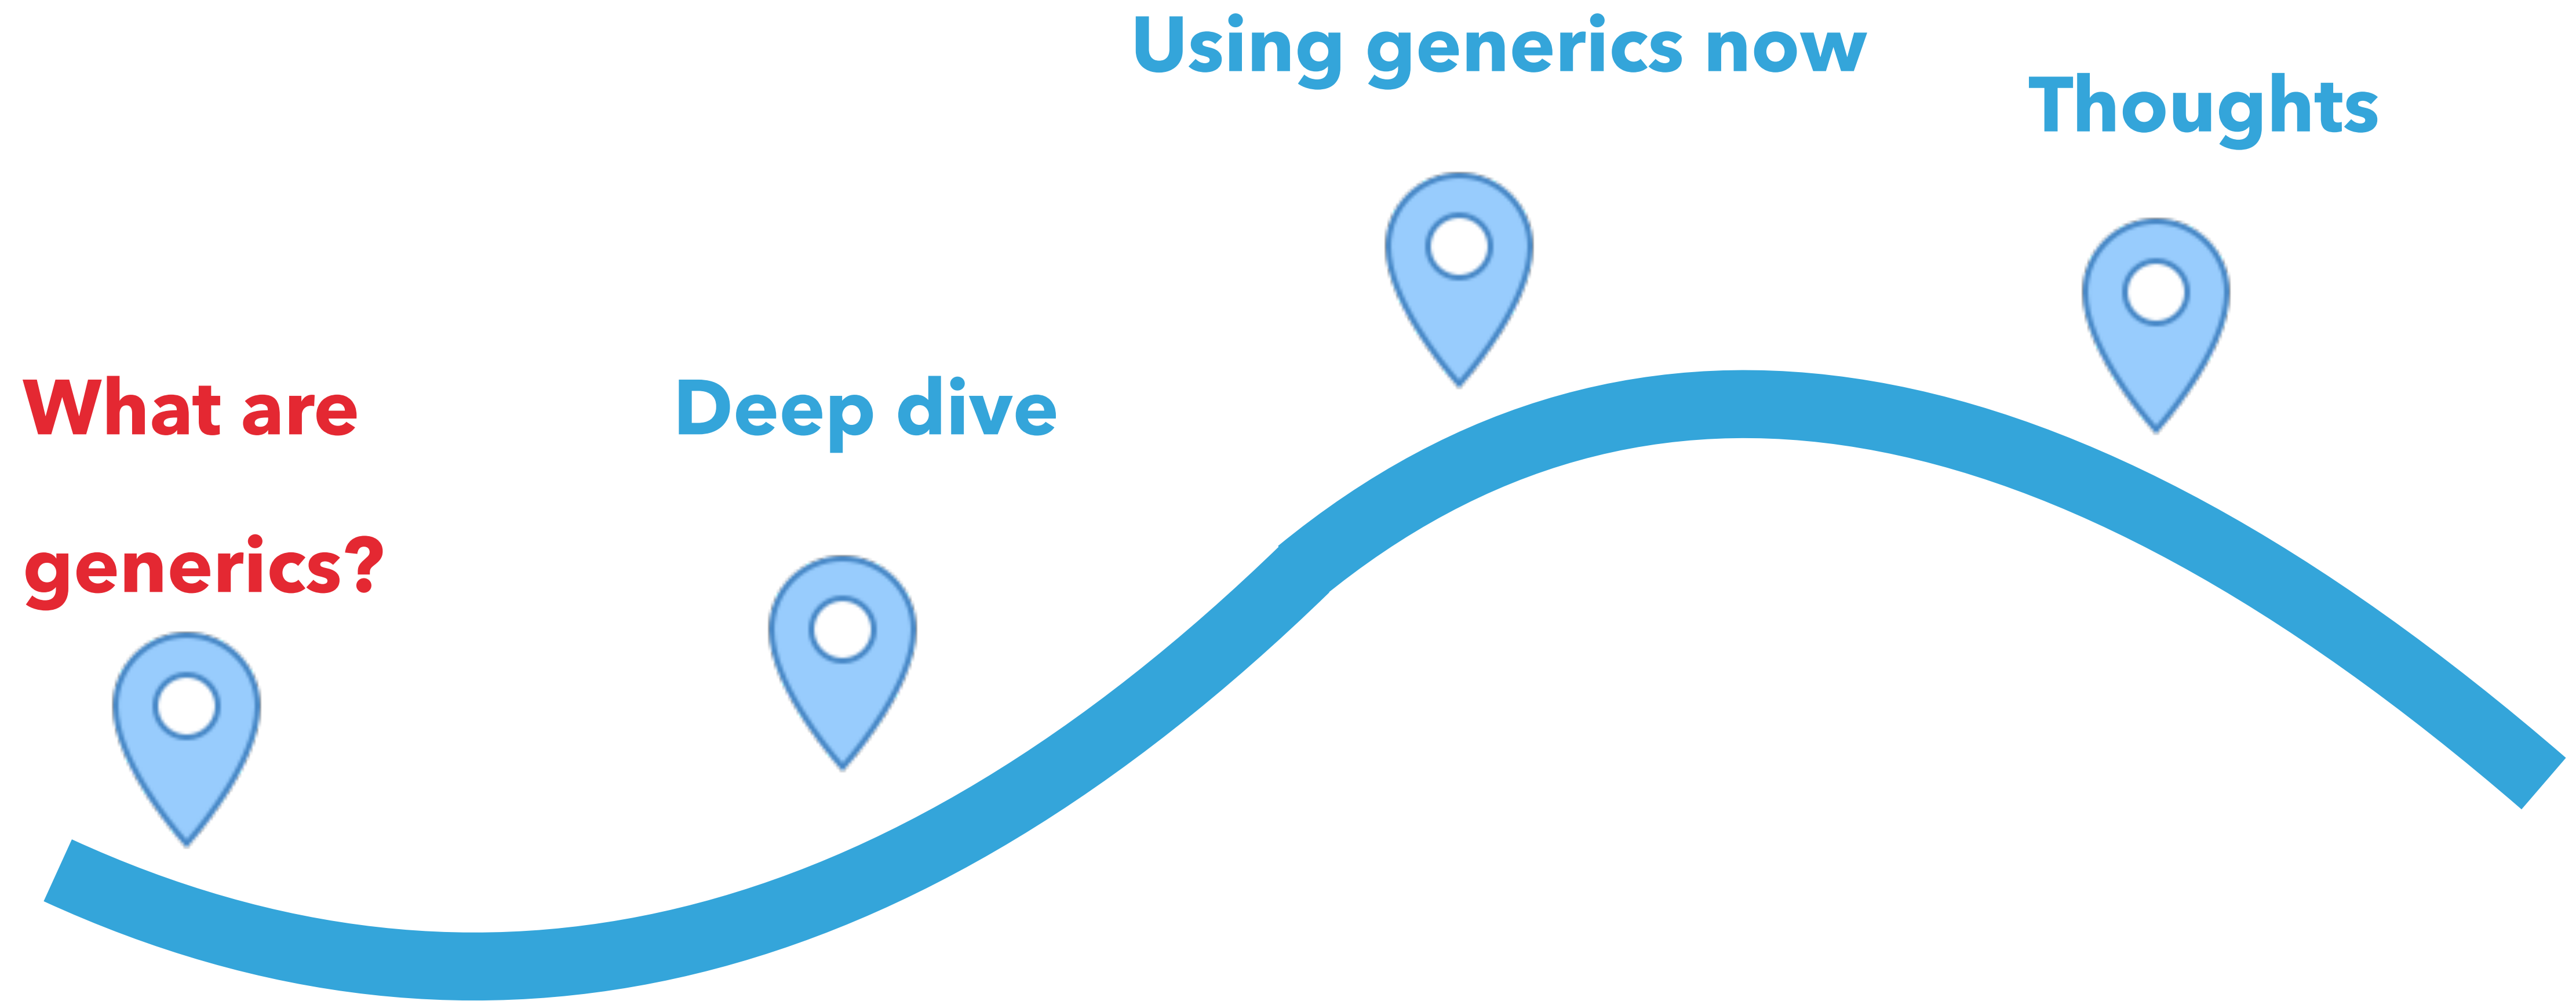 What are
generics?
Deep dive
Using generics now
Thoughts